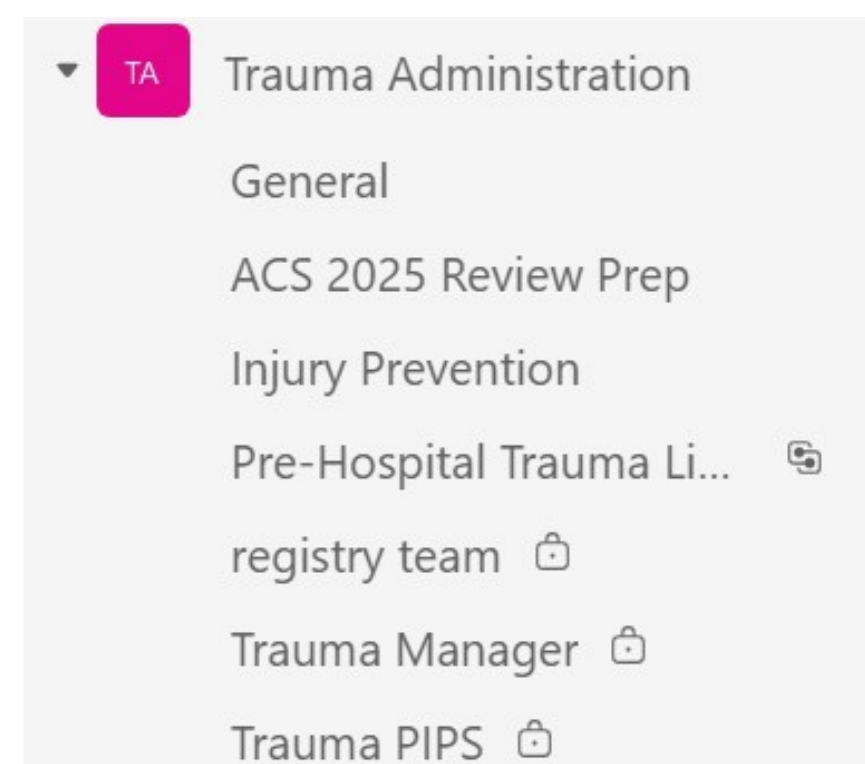 TA Trauma Administration
General
ACS 2025 Review Prep
Injury Prevention
Pre-Hospital Trauma Li...
registry team
Trauma Manager
Trauma PIPS